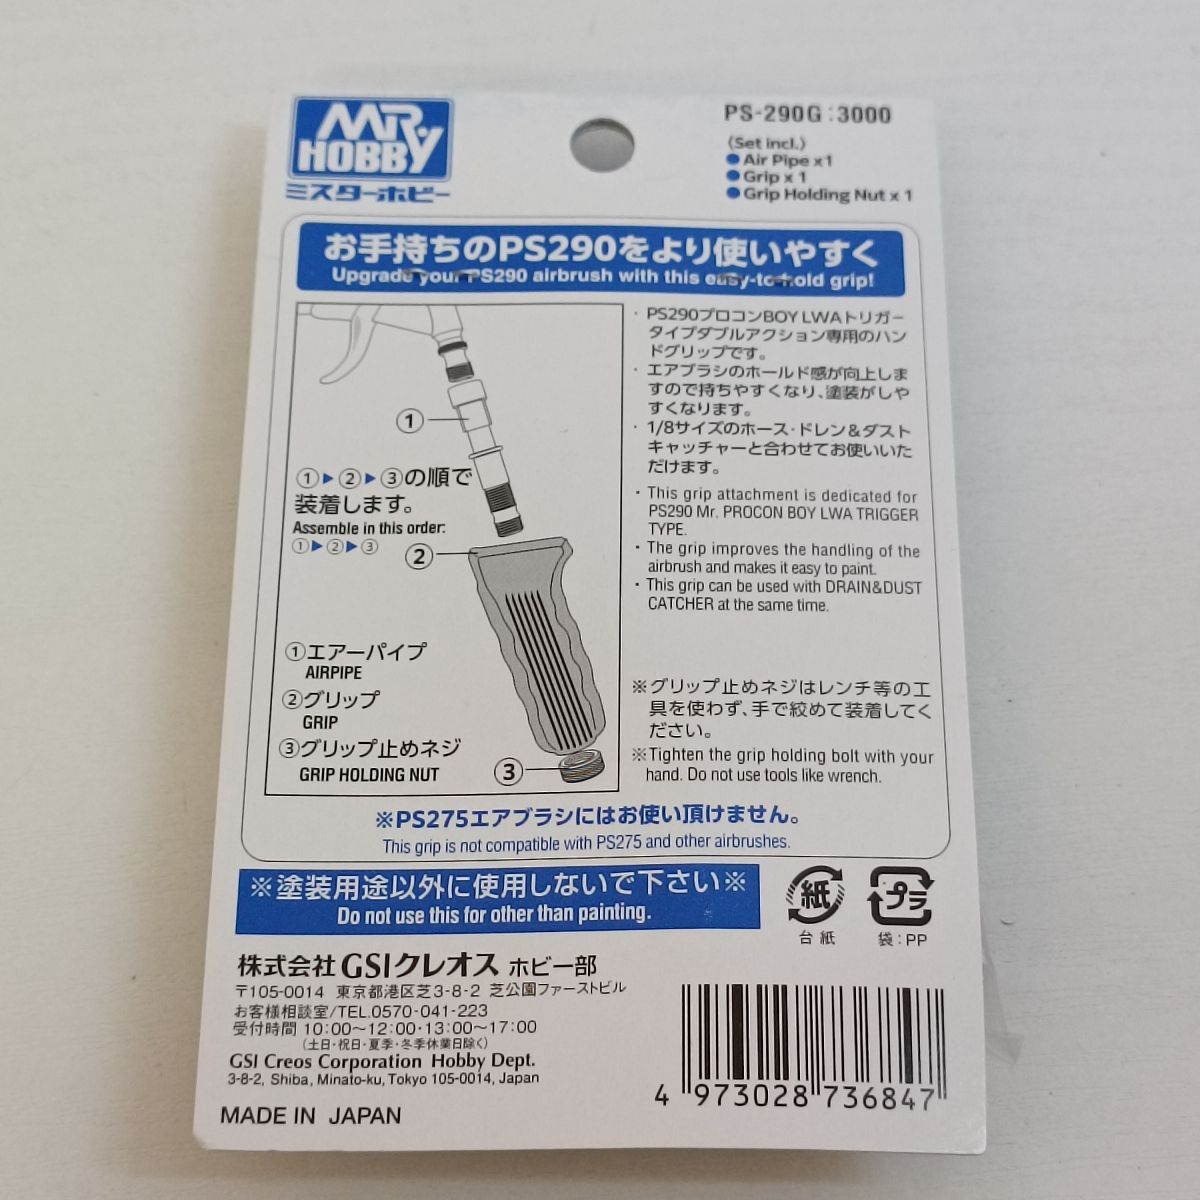 MR. HOBBY
ミスターホビー
PS-290G:3000
(Set incl.)
●Air Pipe x1
●Grip x 1
●Grip Holding Nut x 1
お手持ちのPS290をより使いやすく
Upgrade your PS290 airbrush with this easy-to-hold grip!
①
①▶②▶③の順で
装着します。
Assemble in this order:
①▶②▶③
②
①エアーパイプ
AIRPIPE
②グリップ
GRIP
③グリップ止めネジ
GRIP HOLDING NUT
③
・PS290プロコンBOY LWAトリガー
タイプダブルアクション専用のハン
ドグリップです。
・エアブラシのホールド感が向上しま
すので持ちやすくなり、塗装がしや
すくなります。
・1/8サイズのホース・ドレン&ダスト
キャッチャーと合わせてお使いいた
だけます。
・This grip attachment is dedicated for
PS290 Mr. PROCON BOY LWA TRIGGER
TYPE.
・The grip improves the handling of the
airbrush and makes it easy to paint.
・This grip can be used with DRAIN&DUST
CATCHER at the same time.
※グリップ止めネジはレンチ等の工
具を使わず、手で絞めて装着してく
ださい。
※Tighten the grip holding bolt with your
hand. Do not use tools like wrench.
※PS275エアブラシにはお使い頂けません。
This grip is not compatible with PS275 and other airbrushes.
※塗装用途以外に使用しないで下さい※
Do not use this for other than painting.
紙
台紙
プラ
袋:PP
株式会社GSIクレオス ホビー部
〒105-0014 東京都港区芝3-8-2 芝公園ファーストビル
お客様相談室/TEL.0570-041-223
受付時間 10:00～12:00・13:00～17:00
(土日・祝日・夏季・冬季休業日除く)
GSI Creos Corporation Hobby Dept.
3-8-2, Shiba, Minato-ku, Tokyo 105-0014, Japan
MADE IN JAPAN
4 973028 736847